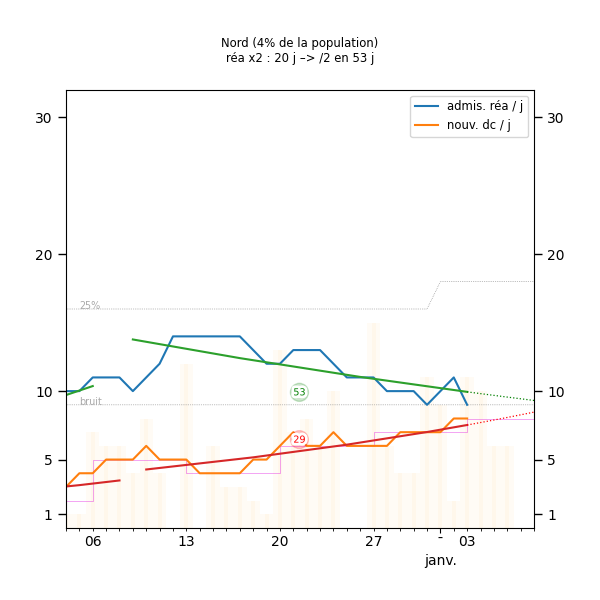 Nord (4% de la population)
réa x2 : 20 j –> /2 en 53 j
admis. réa / j
nouv. dc / j
30 30
20 20
25%
10 10
bruit
53
29
5 5
1 1
06 13 20 27 - 03
janv.